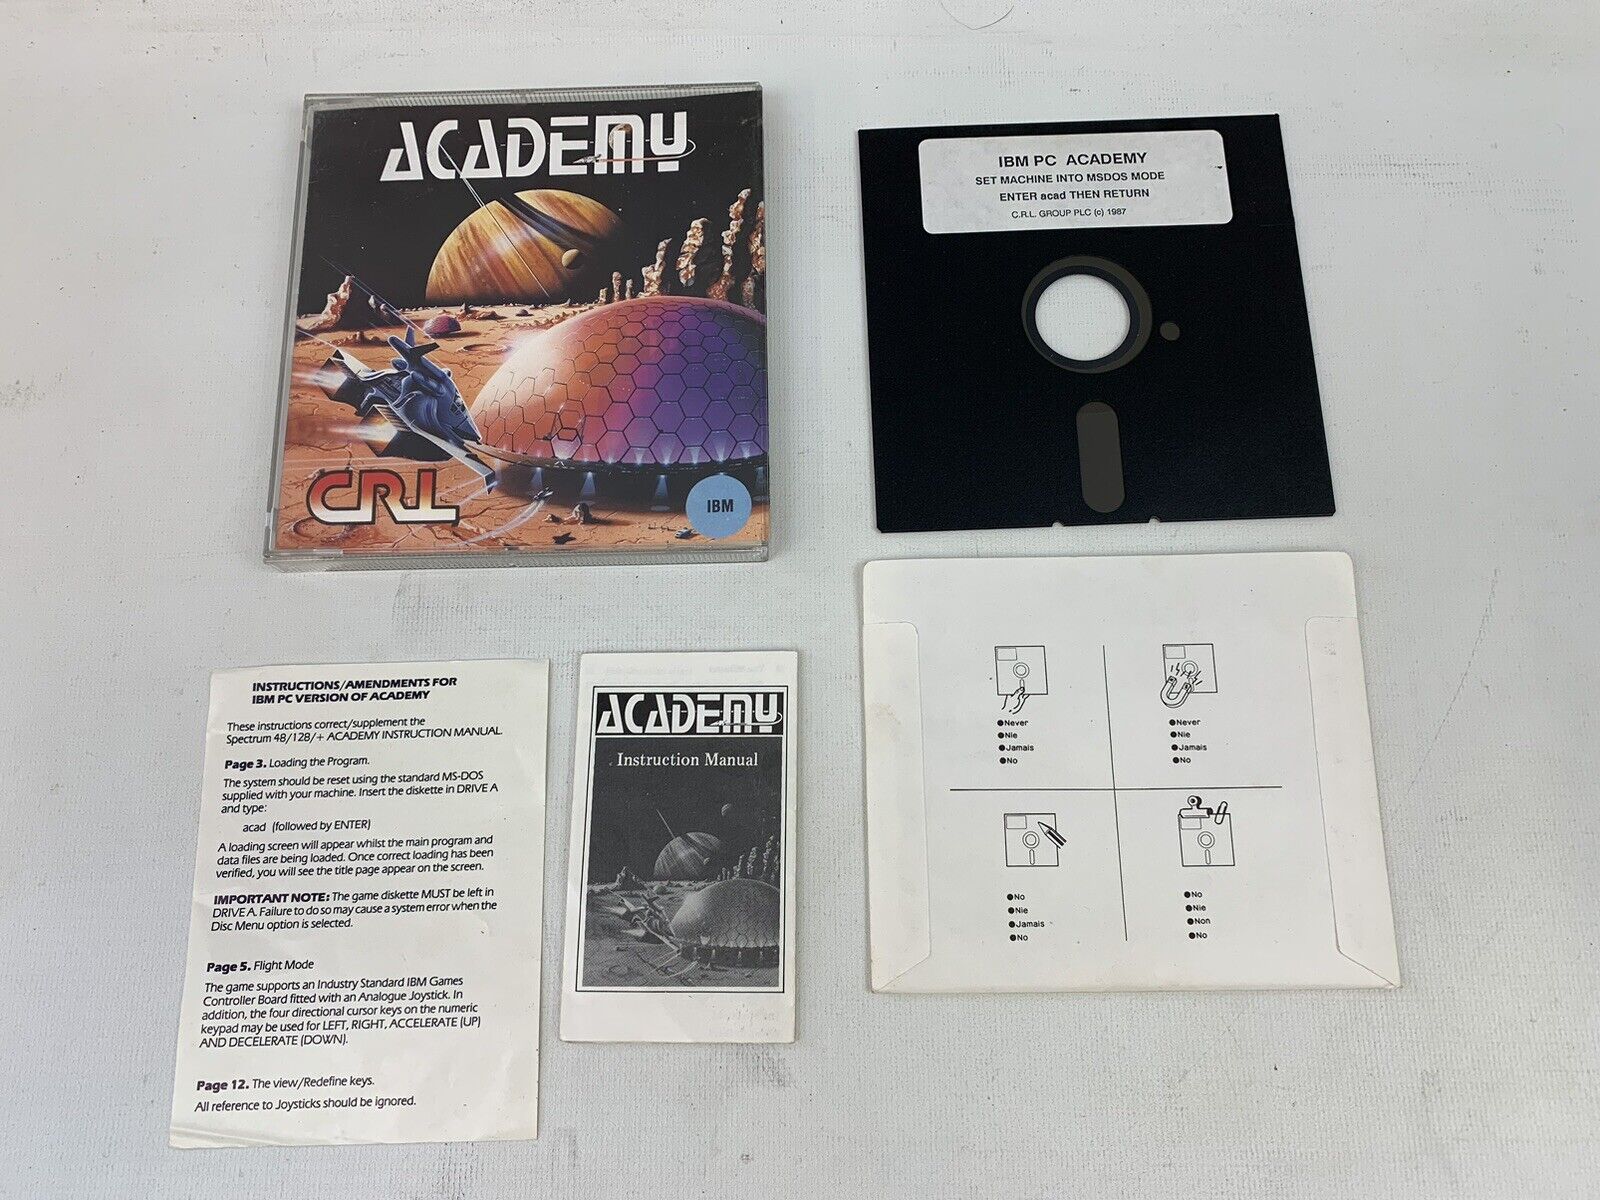 ACADEMY
CRL
IBM
IBM PC ACADEMY
SET MACHINE INTO MSDOS MODE
ENTER acad THEN RETURN
C.R.L. GROUP PLC (c) 1987
INSTRUCTIONS/AMENDMENTS FOR
IBM PC VERSION OF ACADEMY
These instructions correct/supplement the
Spectrum 48/128/+ ACADEMY INSTRUCTION MANUAL.
Page 3. Loading the Program.
The system should be reset using the standard MS-DOS
supplied with your machine. Insert the diskette in DRIVE A
and type:
acad (followed by ENTER)
A loading screen will appear whilst the main program and
data files are being loaded. Once correct loading has been
verified, you will see the title page appear on the screen.
IMPORTANT NOTE: The game diskette MUST be left in
DRIVE A. Failure to do so may cause a system error when the
Disc Menu option is selected.
Page 5. Flight Mode
The game supports an Industry Standard IBM Games
Controller Board fitted with an Analogue Joystick. In
addition, the four directional cursor keys on the numeric
keypad may be used for LEFT, RIGHT, ACCELERATE (UP)
AND DECELERATE (DOWN).
Page 12. The view/Redefine keys.
All reference to Joysticks should be ignored.
ACADEMY
Instruction Manual
●Never
●Nie
●Jamais
●No
●Never
●Nie
●Jamais
●No
●No
●Nie
●Jamais
●No
●No
●Nie
●Non
●No